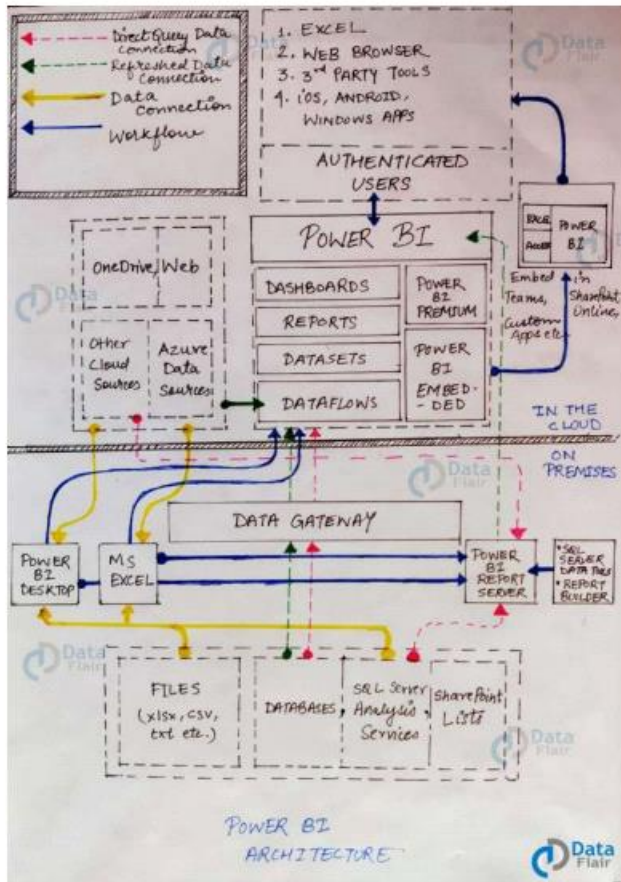 DirectQuery Data
Connection
Refreshed Data
Connection
Data
Connection
Workflow
1. EXCEL
2. WEB BROWSER
3. 3rd PARTY TOOLS
4. iOS, ANDROID,
WINDOWS APPS
AUTHENTICATED
USERS
POWER BI
DASHBOARDS
REPORTS
DATASETS
DATAFLOWS
POWER
BI
PREMIUM
POWER
BI
EMBED-
-DED
OneDrive
Web
Other
Cloud
Sources
Azure
Data
Sources
EXCEL
POWER
BI
Embed in
Teams, SharePoint
Online,
Custom
Apps etc.
IN THE
CLOUD
ON
PREMISES
DATA GATEWAY
POWER
BI
DESKTOP
MS
EXCEL
POWER
BI
REPORT
SERVER
• SQL
SERVER
DATA TOOLS
• REPORT
BUILDER
FILES
(xlsx, CSV,
txt etc.)
DATABASES,
SQL Server
Analysis
Services
SharePoint
Lists
POWER BI
ARCHITECTURE
Data
Flair